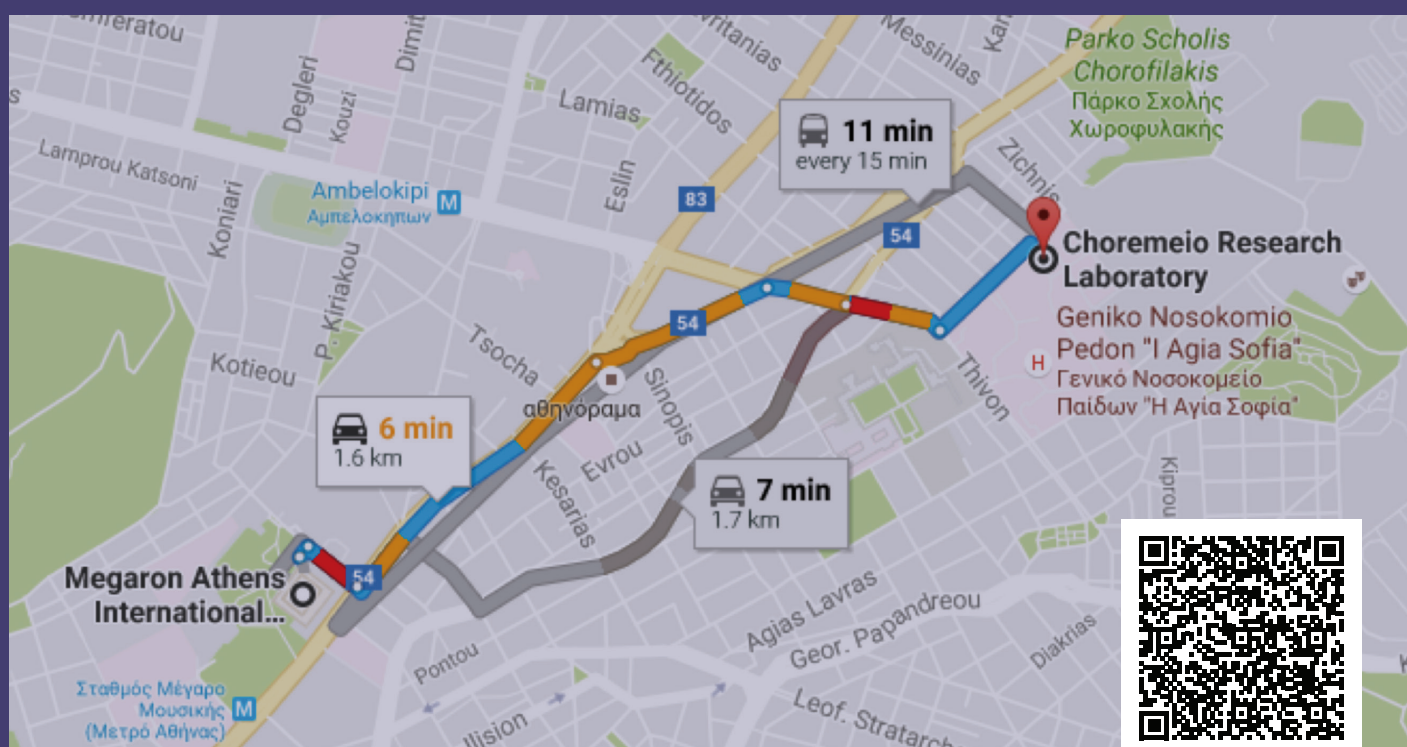 Dimit
Degleri
Kouzi
Lamias
Fthiotidos
Messinias
Parko Scholis
Chorofilakis
Πάρκο Σχολής
Χωροφυλακής
11 min
every 15 min
Zichnis
Lamprou Katsoni
Koniari
Ambelokipi
Αμπελοκηπων
M
Eslin
83
54
Choremeio Research
Laboratory
Geniko Nosokomio
Pedon "I Agia Sofia"
Γενικό Νοσοκομείο
Παίδων "Η Αγία Σοφία"
H
P. Kiriakou
Kotieou
Tsocha
54
αθηνόραμα
Sinopis
Thivon
6 min
1.6 km
Evrou
Kesarias
7 min
1.7 km
Kiprou
Megaron Athens
International...
54
Agias Lavras
Geor. Papandreou
Diakrias
Pontou
Σταθμός Μέγαρο
Μουσικής
(Μετρό Αθήνας)
M
Ilision
Leof. Stratarch